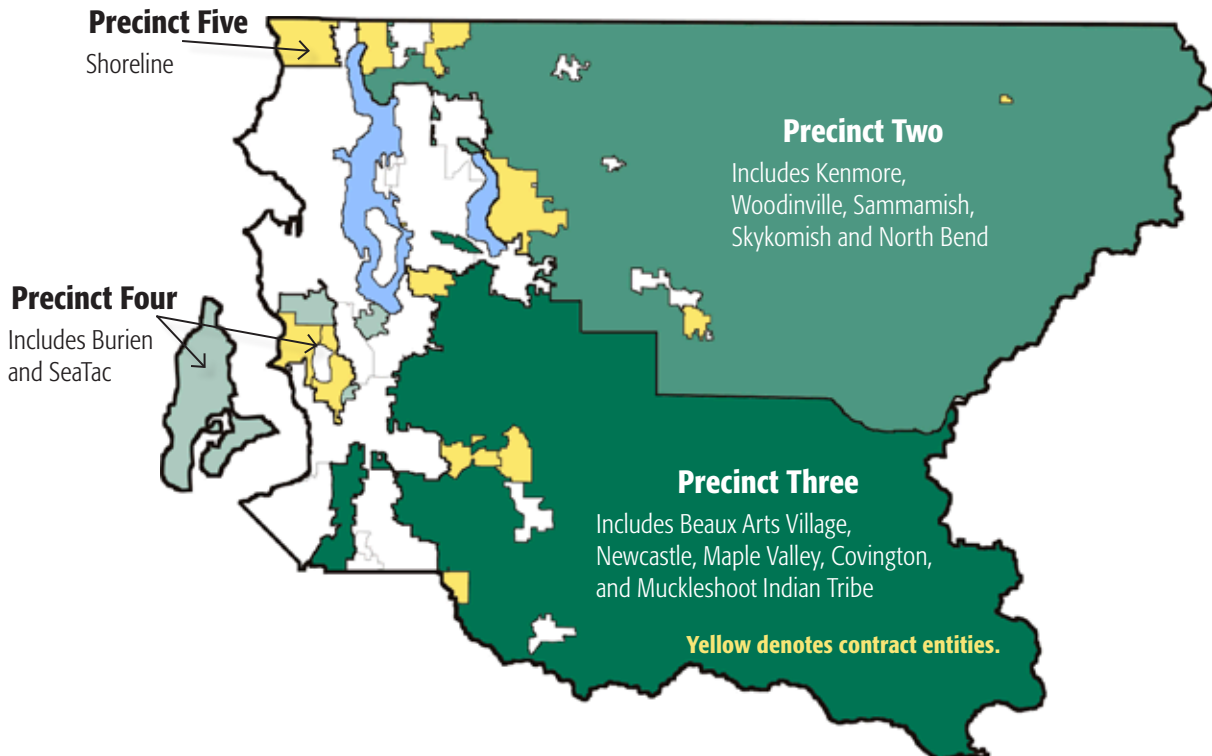 Precinct Five
Shoreline
Precinct Two
Includes Kenmore,
Woodinville, Sammamish,
Skykomish and North Bend
Precinct Four
Includes Burien
and SeaTac
Precinct Three
Includes Beaux Arts Village,
Newcastle, Maple Valley, Covington,
and Muckleshoot Indian Tribe
Yellow denotes contract entities.